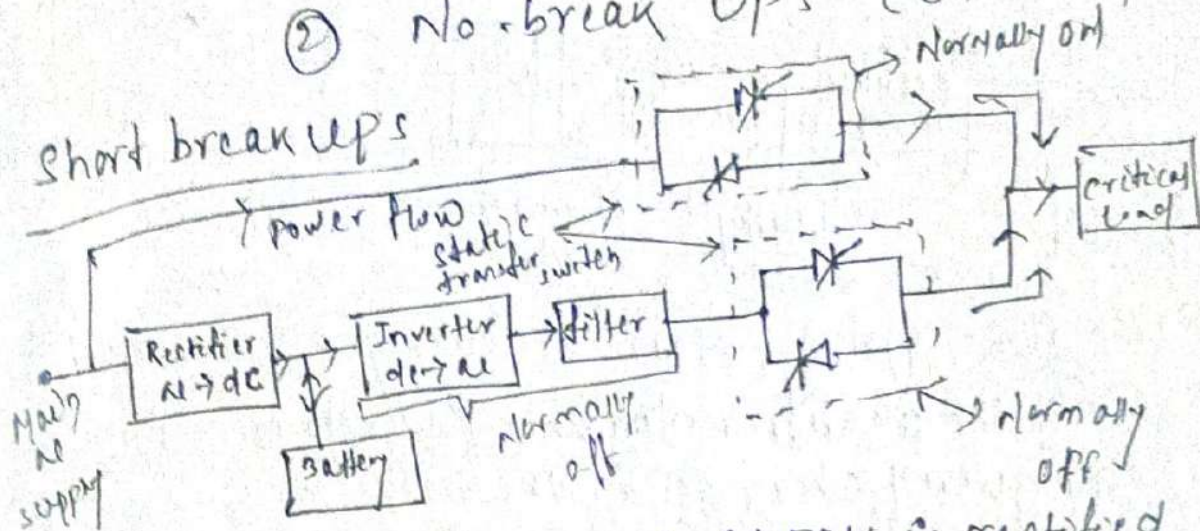 ② No-break UPS
Normally on
Short break UPS
power flow
static
transfer switch
Critical
Load
Rectifier
ac → dc
Inverter
dc → ac
filter
Main
ac
supply
Battery
Normally
off
Normally
off
rectified